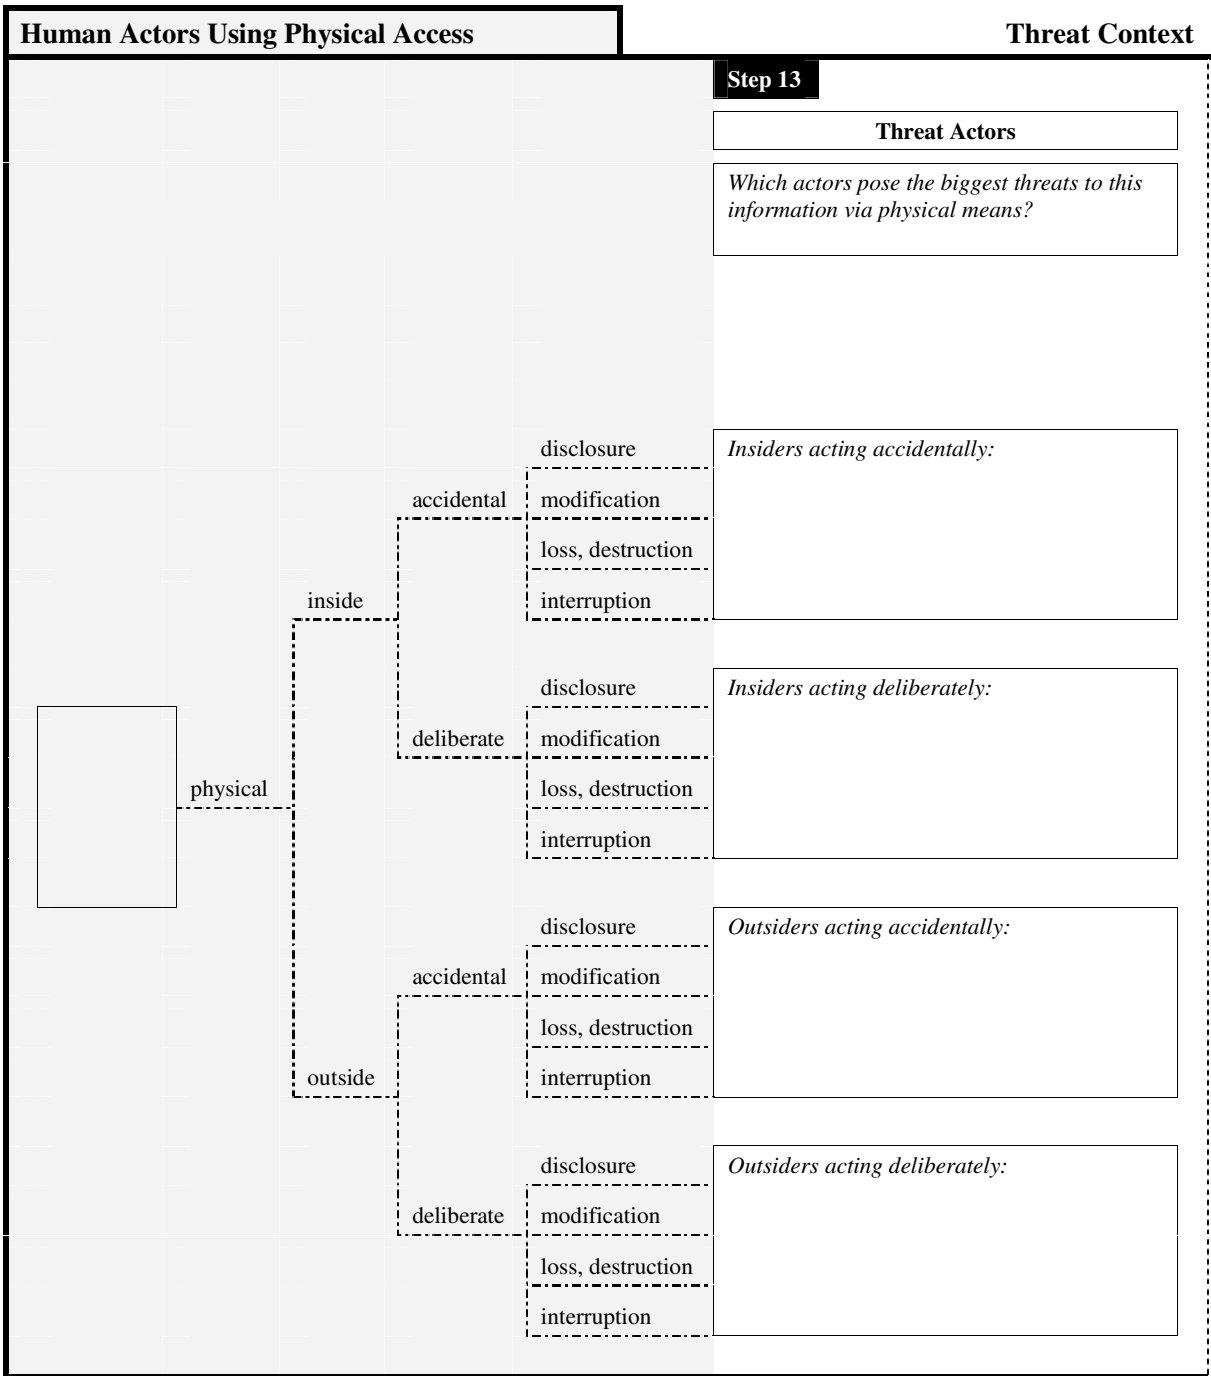 Human Actors Using Physical Access
Threat Context
Step 13
Threat Actors
Which actors pose the biggest threats to this
information via physical means?
disclosure
Insiders acting accidentally:
accidental
modification
loss, destruction
inside
interruption
disclosure
Insiders acting deliberately:
deliberate
modification
physical
loss, destruction
interruption
disclosure
Outsiders acting accidentally:
accidental
modification
loss, destruction
outside
interruption
disclosure
Outsiders acting deliberately:
deliberate
modification
loss, destruction
interruption